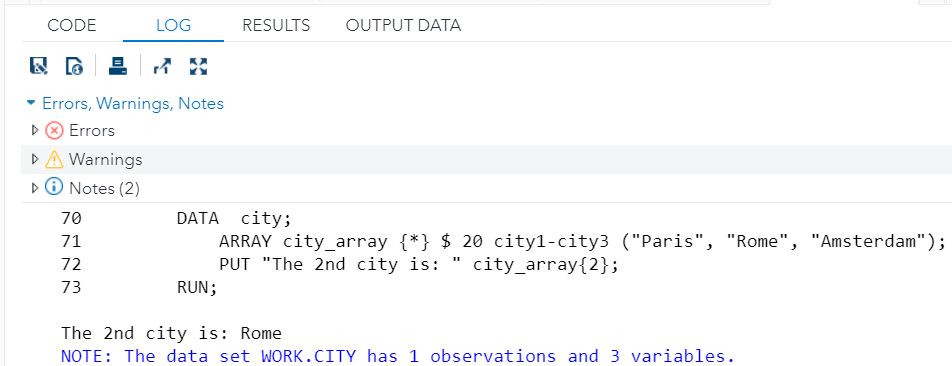 CODE LOG RESULTS OUTPUT DATA
Errors, Warnings, Notes
Errors
Warnings
Notes (2)
70 DATA  city;
71 ARRAY city_array {*} $ 20 city1-city3 ("Paris", "Rome", "Amsterdam");
72 PUT "The 2nd city is: " city_array{2};
73 RUN;
The 2nd city is: Rome
NOTE: The data set WORK.CITY has 1 observations and 3 variables.